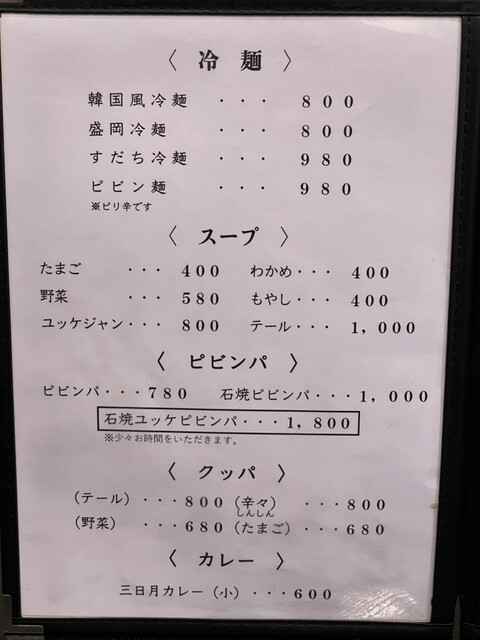 〈 冷 麺 〉
韓国風冷麺 ・・・ 800
盛岡冷麺 ・・・ 800
すだち冷麺 ・・・ 980
ピビン麺 ・・・ 980
※ピリ辛です
〈 スープ 〉
たまご ・・・ 400 わかめ・・・ 400
野菜 ・・・ 580 もやし・・・ 400
ユッケジャン・・・ 800 テール・・・ 1,000
〈 ピビンパ 〉
ピビンパ・・・780 石焼ピビンパ・・・1,000
石焼ユッケピビンパ・・・1,800
※少々お時間をいただきます。
〈 クッパ 〉
(テール) ・・・800 (辛々) ・・・800
しんしん
(野菜) ・・・680 (たまご) ・・・680
〈 カレー 〉
三日月カレー(小) ・・・600